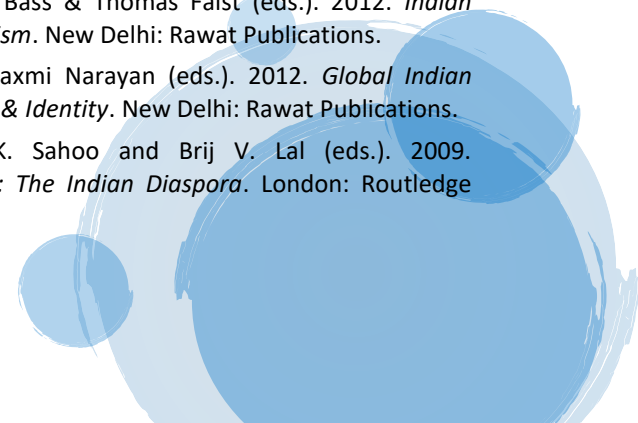 Bass & Thomas Faist (eds.). 2012. Indian
ism. New Delhi: Rawat Publications.
axmi Narayan (eds.). 2012. Global Indian
& Identity. New Delhi: Rawat Publications.
K. Sahoo and Brij V. Lal (eds.). 2009.
: The Indian Diaspora. London: Routledge